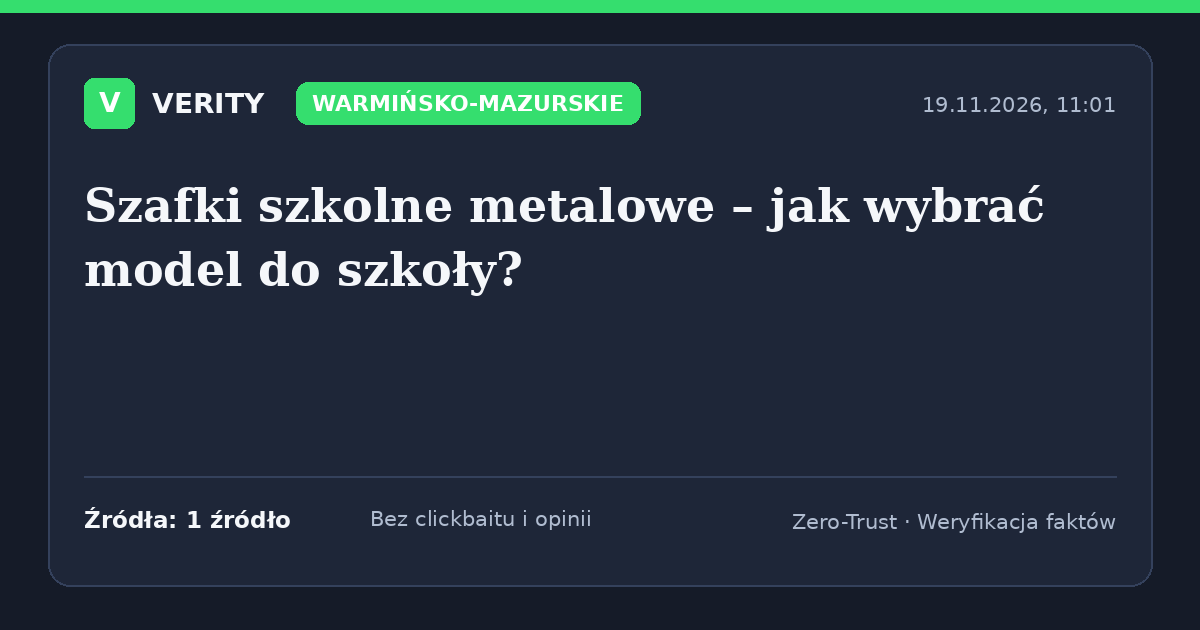 V VERITY WARMIŃSKO-MAZURSKIE 19.11.2026, 11:01
Szafki szkolne metalowe – jak wybrać
model do szkoły?
Źródła: 1 źródło Bez clickbaitu i opinii Zero-Trust · Weryfikacja faktów